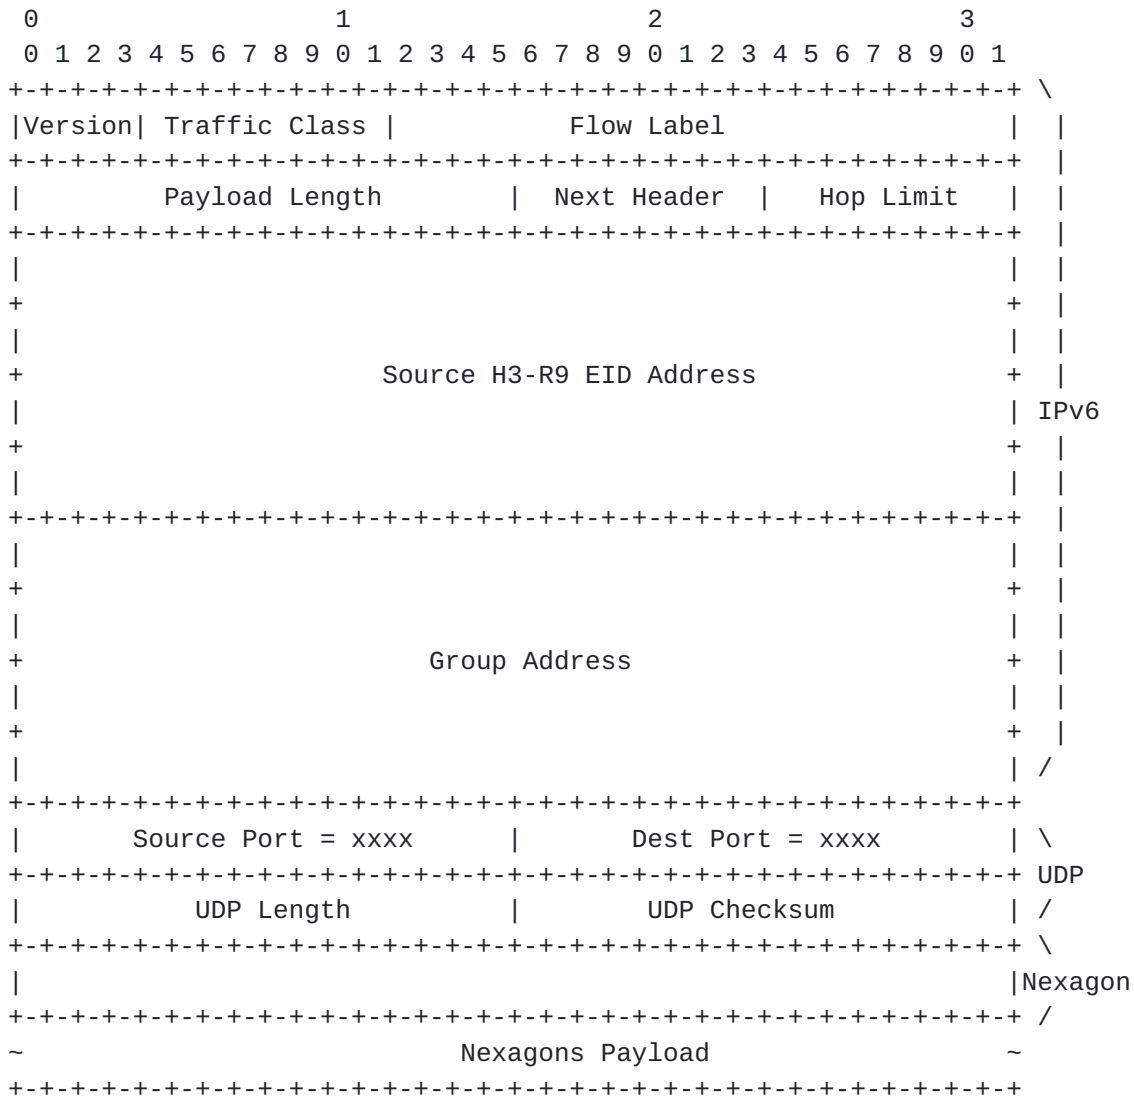 0                   1                   2                   3
 0 1 2 3 4 5 6 7 8 9 0 1 2 3 4 5 6 7 8 9 0 1 2 3 4 5 6 7 8 9 0 1
+-+-+-+-+-+-+-+-+-+-+-+-+-+-+-+-+-+-+-+-+-+-+-+-+-+-+-+-+-+-+-+-+ \
|Version| Traffic Class |           Flow Label                  |  |
+-+-+-+-+-+-+-+-+-+-+-+-+-+-+-+-+-+-+-+-+-+-+-+-+-+-+-+-+-+-+-+-+  |
|         Payload Length        |  Next Header  |   Hop Limit   |  |
+-+-+-+-+-+-+-+-+-+-+-+-+-+-+-+-+-+-+-+-+-+-+-+-+-+-+-+-+-+-+-+-+  |
|                                                               |  |
+                                                               +  |
|                                                               |  |
+                       Source H3-R9 EID Address                +  |
|                                                               | IPv6
+                                                               +  |
|                                                               |  |
+-+-+-+-+-+-+-+-+-+-+-+-+-+-+-+-+-+-+-+-+-+-+-+-+-+-+-+-+-+-+-+-+  |
|                                                               |  |
+                                                               +  |
|                                                               |  |
+                          Group Address                        +  |
|                                                               |  |
+                                                               +  |
|                                                               | /
+-+-+-+-+-+-+-+-+-+-+-+-+-+-+-+-+-+-+-+-+-+-+-+-+-+-+-+-+-+-+-+-+
|       Source Port = xxxx      |       Dest Port = xxxx        | \
+-+-+-+-+-+-+-+-+-+-+-+-+-+-+-+-+-+-+-+-+-+-+-+-+-+-+-+-+-+-+-+-+ UDP
|           UDP Length          |        UDP Checksum           | /
+-+-+-+-+-+-+-+-+-+-+-+-+-+-+-+-+-+-+-+-+-+-+-+-+-+-+-+-+-+-+-+-+ \
|                                                               |Nexagon
+-+-+-+-+-+-+-+-+-+-+-+-+-+-+-+-+-+-+-+-+-+-+-+-+-+-+-+-+-+-+-+-+ /
~                            Nexagons Payload                   ~
+-+-+-+-+-+-+-+-+-+-+-+-+-+-+-+-+-+-+-+-+-+-+-+-+-+-+-+-+-+-+-+-+